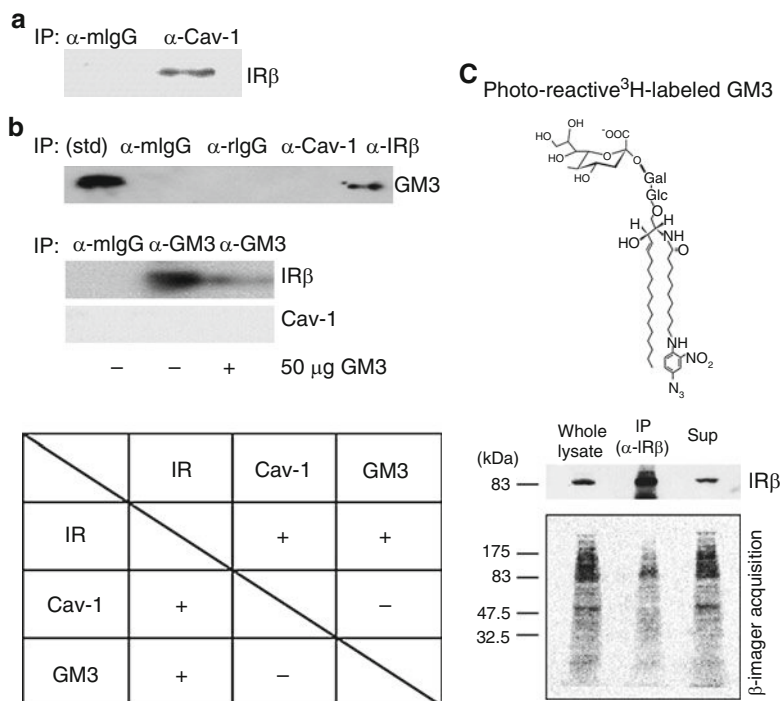 a
IP: α-mIgG α-Cav-1
IRβ
b
IP: (std) α-mIgG α-rIgG α-Cav-1 α-IRβ
GM3
IP: α-mIgG α-GM3 α-GM3
IRβ
Cav-1
– – + 50 μg GM3
IR Cav-1 GM3
IR + +
Cav-1 + –
GM3 + –
C
Photo-reactive³H-labeled GM3
OH
HO
HO
HO
⁻OOC
O
O
Gal
Glc
O
H H
HO NH
O
NH
NO₂
N₃
(kDa) Whole lysate IP (α-IRβ) Sup
83 IRβ
175
83
47.5
32.5
β-imager acquisition